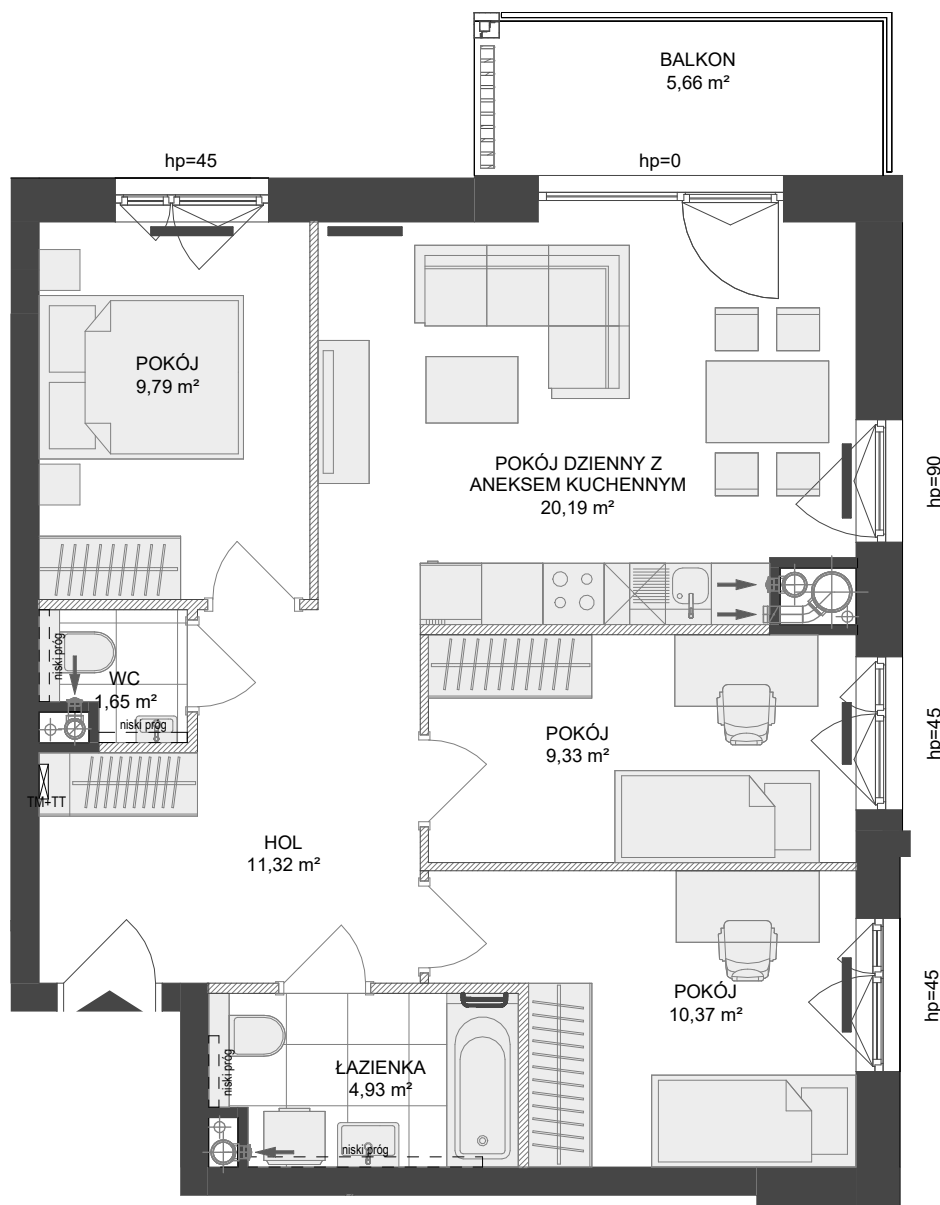 BALKON
5,66 m²
hp=45
hp=0
POKÓJ
9,79 m²
POKÓJ DZIENNY Z
ANEKSEM KUCHENNYM
20,19 m²
hp=90
niski próg
WC
1,65 m²
niski próg
POKÓJ
9,33 m²
hp=45
TM+TT
HOL
11,32 m²
POKÓJ
10,37 m²
hp=45
ŁAZIENKA
4,93 m²
niski próg
niski próg